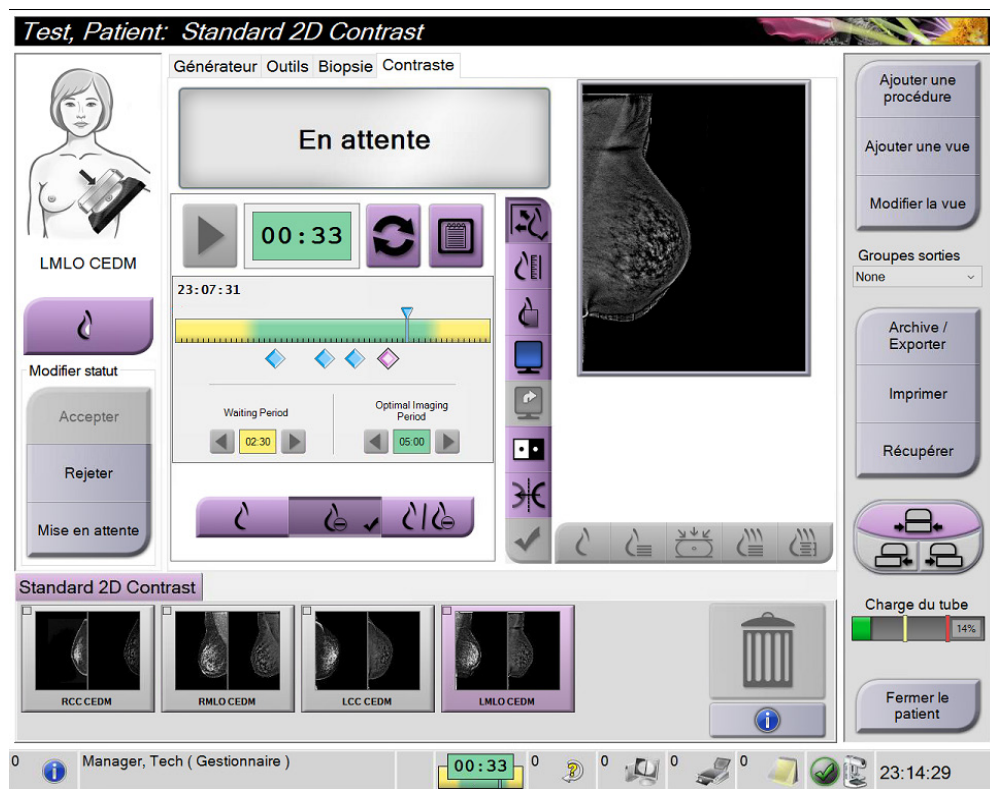 Test, Patient: Standard 2D Contrast
Générateur Outils Biopsie Contraste
En attente
LMLO CEDM
Modifier statut
Accepter
Rejeter
Mise en attente
00:33
23:07:31
Waiting Period
02:30
Optimal Imaging
Period
05:00
Ajouter une
procédure
Ajouter une vue
Modifier la vue
Groupes sorties
None
Archive /
Exporter
Imprimer
Récupérer
Charge du tube
14%
Fermer le
patient
Standard 2D Contrast
RCC CEDM
RMLO CEDM
LCC CEDM
LMLO CEDM
0 Manager, Tech ( Gestionnaire ) 00:33 0 0 0 0 23:14:29